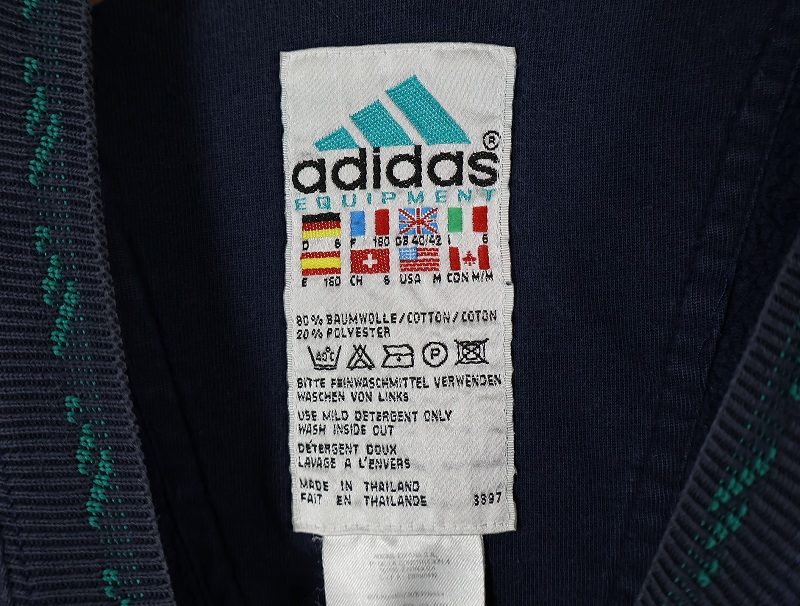 adidas®
EQUIPMENT
D 6 F 180 GB 40/42 I 6
E 180 CH 6 USA M CDN M/M
80% BAUMWOLLE/COTTON/COTON
20% POLYESTER
40°C P
BITTE FEINWASCHMITTEL VERWENDEN
WASCHEN VON LINKS
USE MILD DETERGENT ONLY
WASH INSIDE OUT
DÉTERGENT DOUX
LAVAGE A L'ENVERS
MADE IN THAILAND
FAIT EN THAILANDE 3397